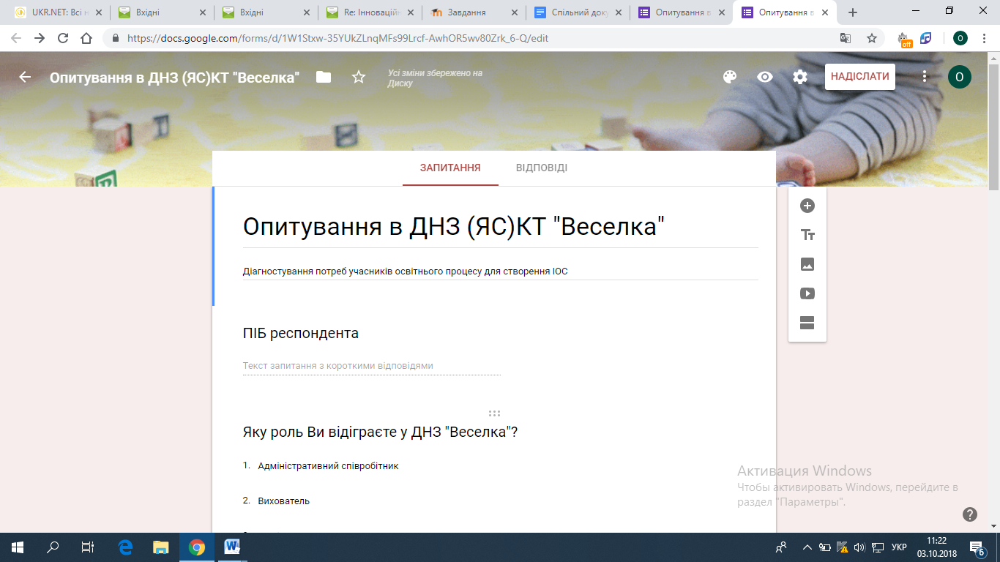 UKR.NET: Всі н
Вхідні
Вхідні
Re: Інноваційн
Завдання
Спільний доку
Опитування в
Опитування в
https://docs.google.com/forms/d/1W1Stxw-35YUkZLnqMFs99Lrcf-AwhOR5wv80Zrk_6-Q/edit
off
O
Опитування в ДНЗ (ЯС)КТ "Веселка"
Усі зміни збережено на
Диску
НАДІСЛАТИ
O
ЗАПИТАННЯ
ВІДПОВІДІ
Опитування в ДНЗ (ЯС)КТ "Веселка"
Діагностування потреб учасників освітнього процесу для створення ІОС
ПІБ респондента
Текст запитання з короткими відповідями
Яку роль Ви відіграєте у ДНЗ "Веселка"?
1. Адміністративний співробітник
2. Вихователь
Активация Windows
Чтобы активировать Windows, перейдите в
раздел "Параметры".
УКР
11:22
03.10.2018
6